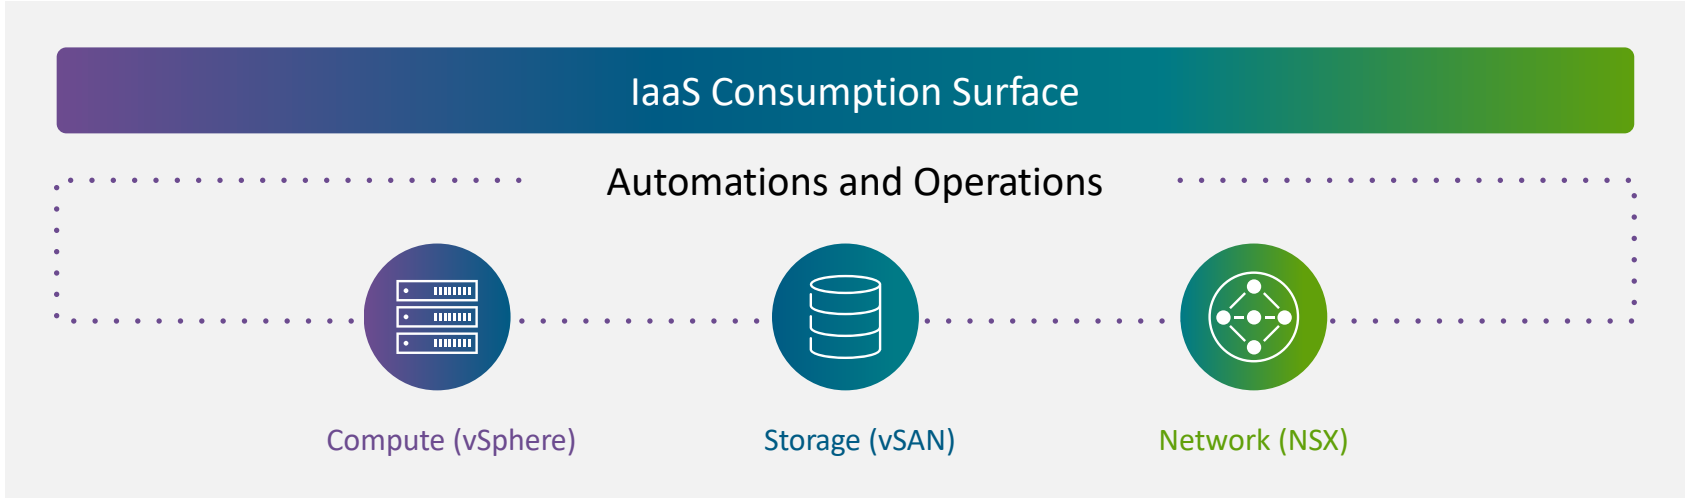 IaaS Consumption Surface
Automations and Operations
Compute (vSphere)
Storage (vSAN)
Network (NSX)